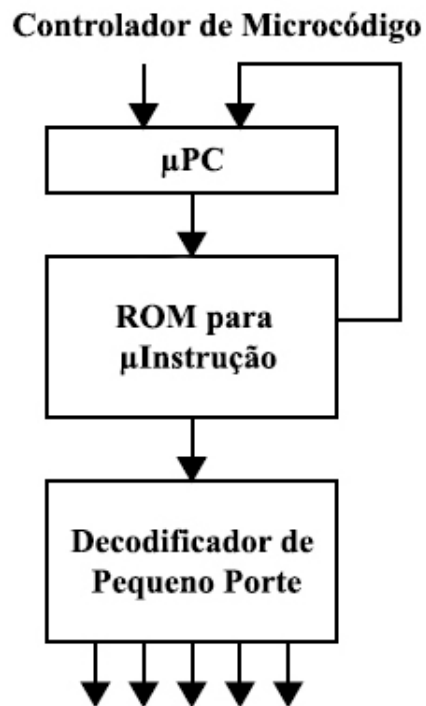 Controlador de Microcódigo
µPC
ROM para
µInstrução
Decodificador de
Pequeno Porte